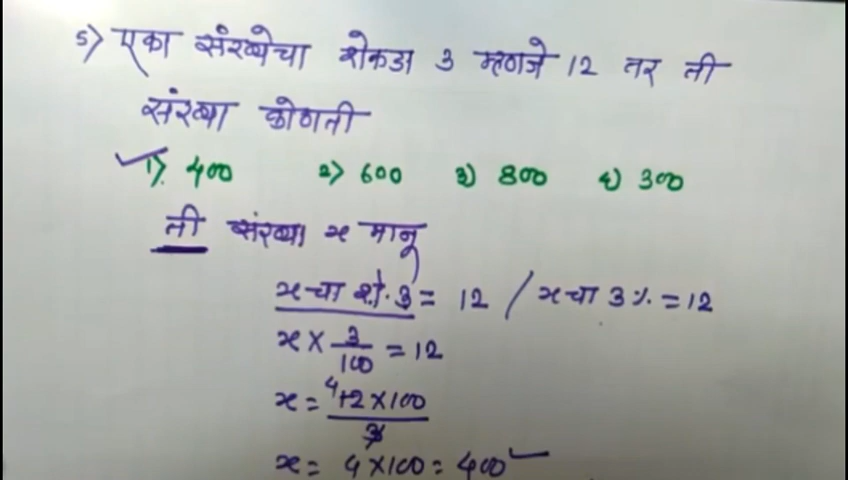 5) एका संख्येचा शेकडा 3 म्हणजे 12 तर ती
संख्या कोणती
✓1) 400 2) 600 3) 800 4) 300
ती संख्या x मानू
x चा शे. 3 = 12 / x चा 3% = 12
x × 3/100 = 12
x = 4 12 × 100 / 3
x = 4 × 100 = 400